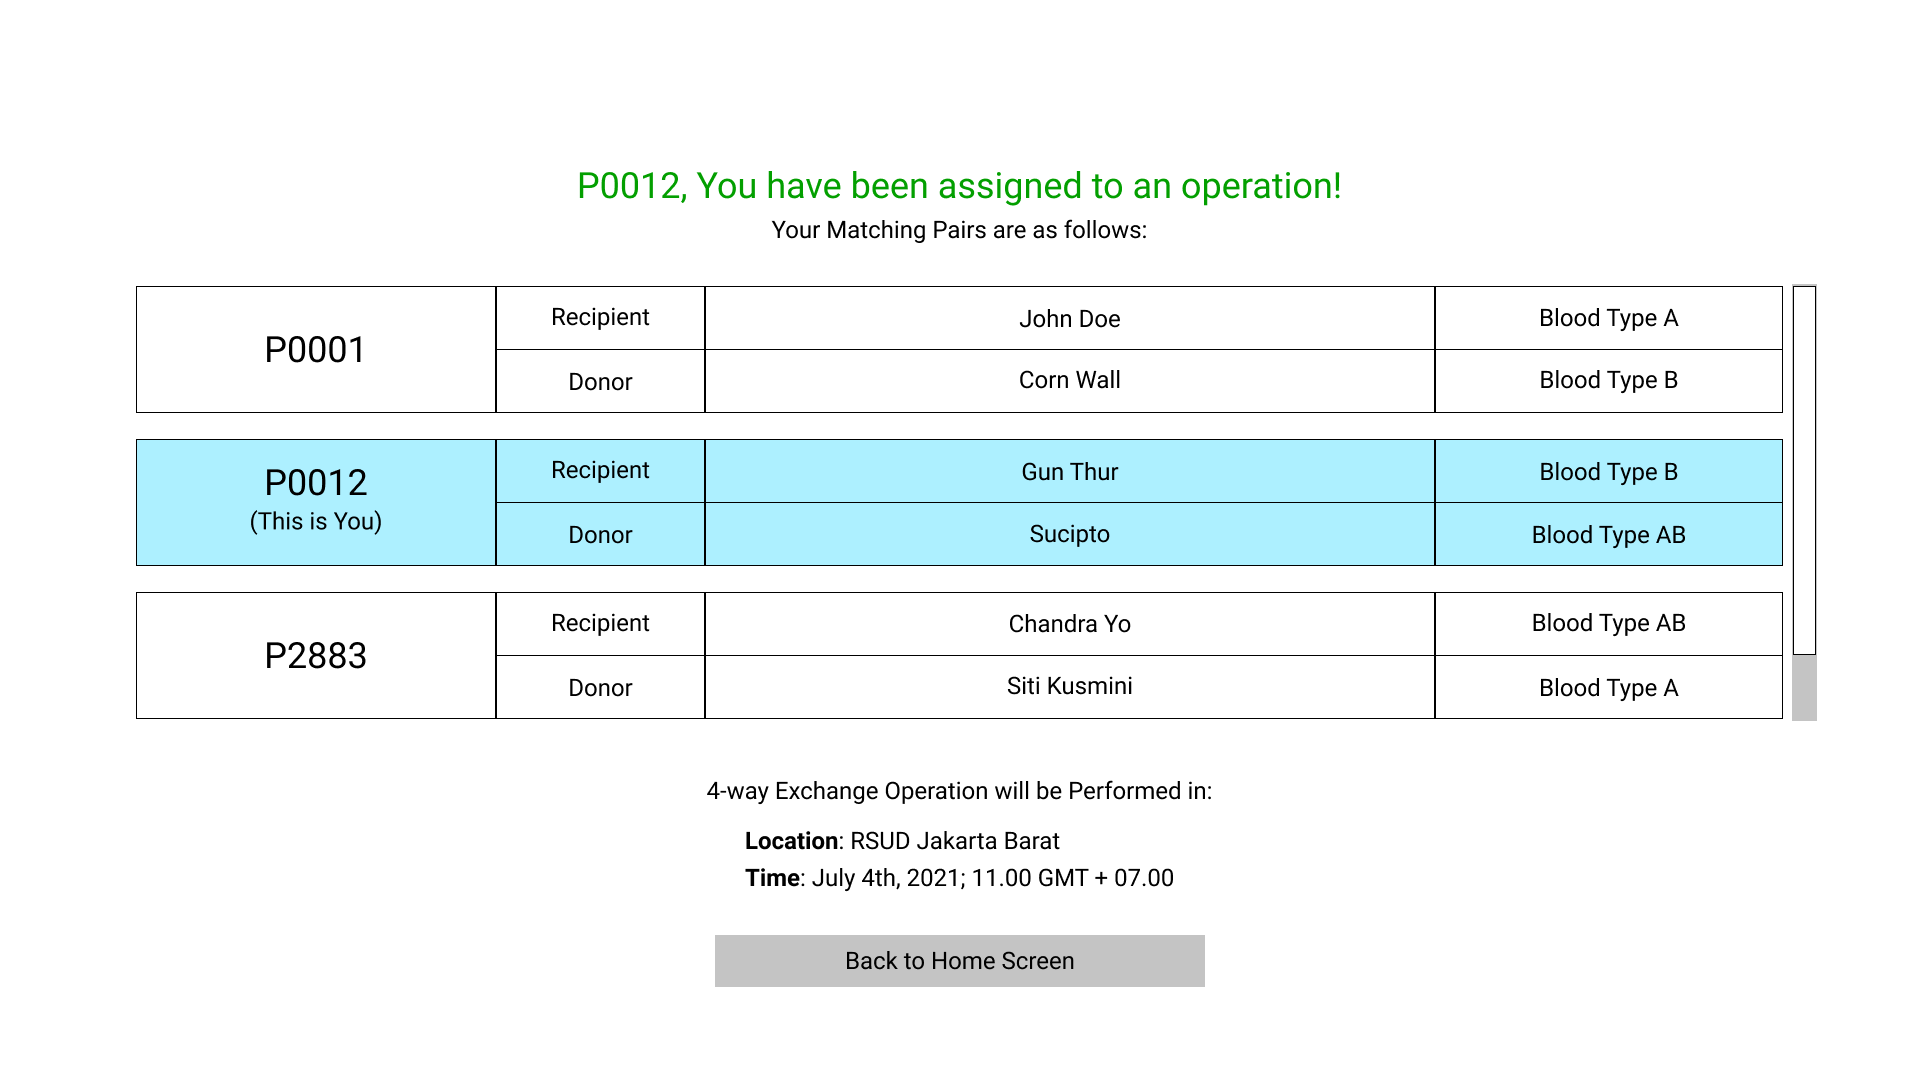 P0012, You have been assigned to an operation!
Your Matching Pairs are as follows:
P0001
Recipient John Doe Blood Type A
Donor Corn Wall Blood Type B
P0012
(This is You)
Recipient Gun Thur Blood Type B
Donor Sucipto Blood Type AB
P2883
Recipient Chandra Yo Blood Type AB
Donor Siti Kusmini Blood Type A
4-way Exchange Operation will be Performed in:
Location: RSUD Jakarta Barat
Time: July 4th, 2021; 11.00 GMT + 07.00
Back to Home Screen